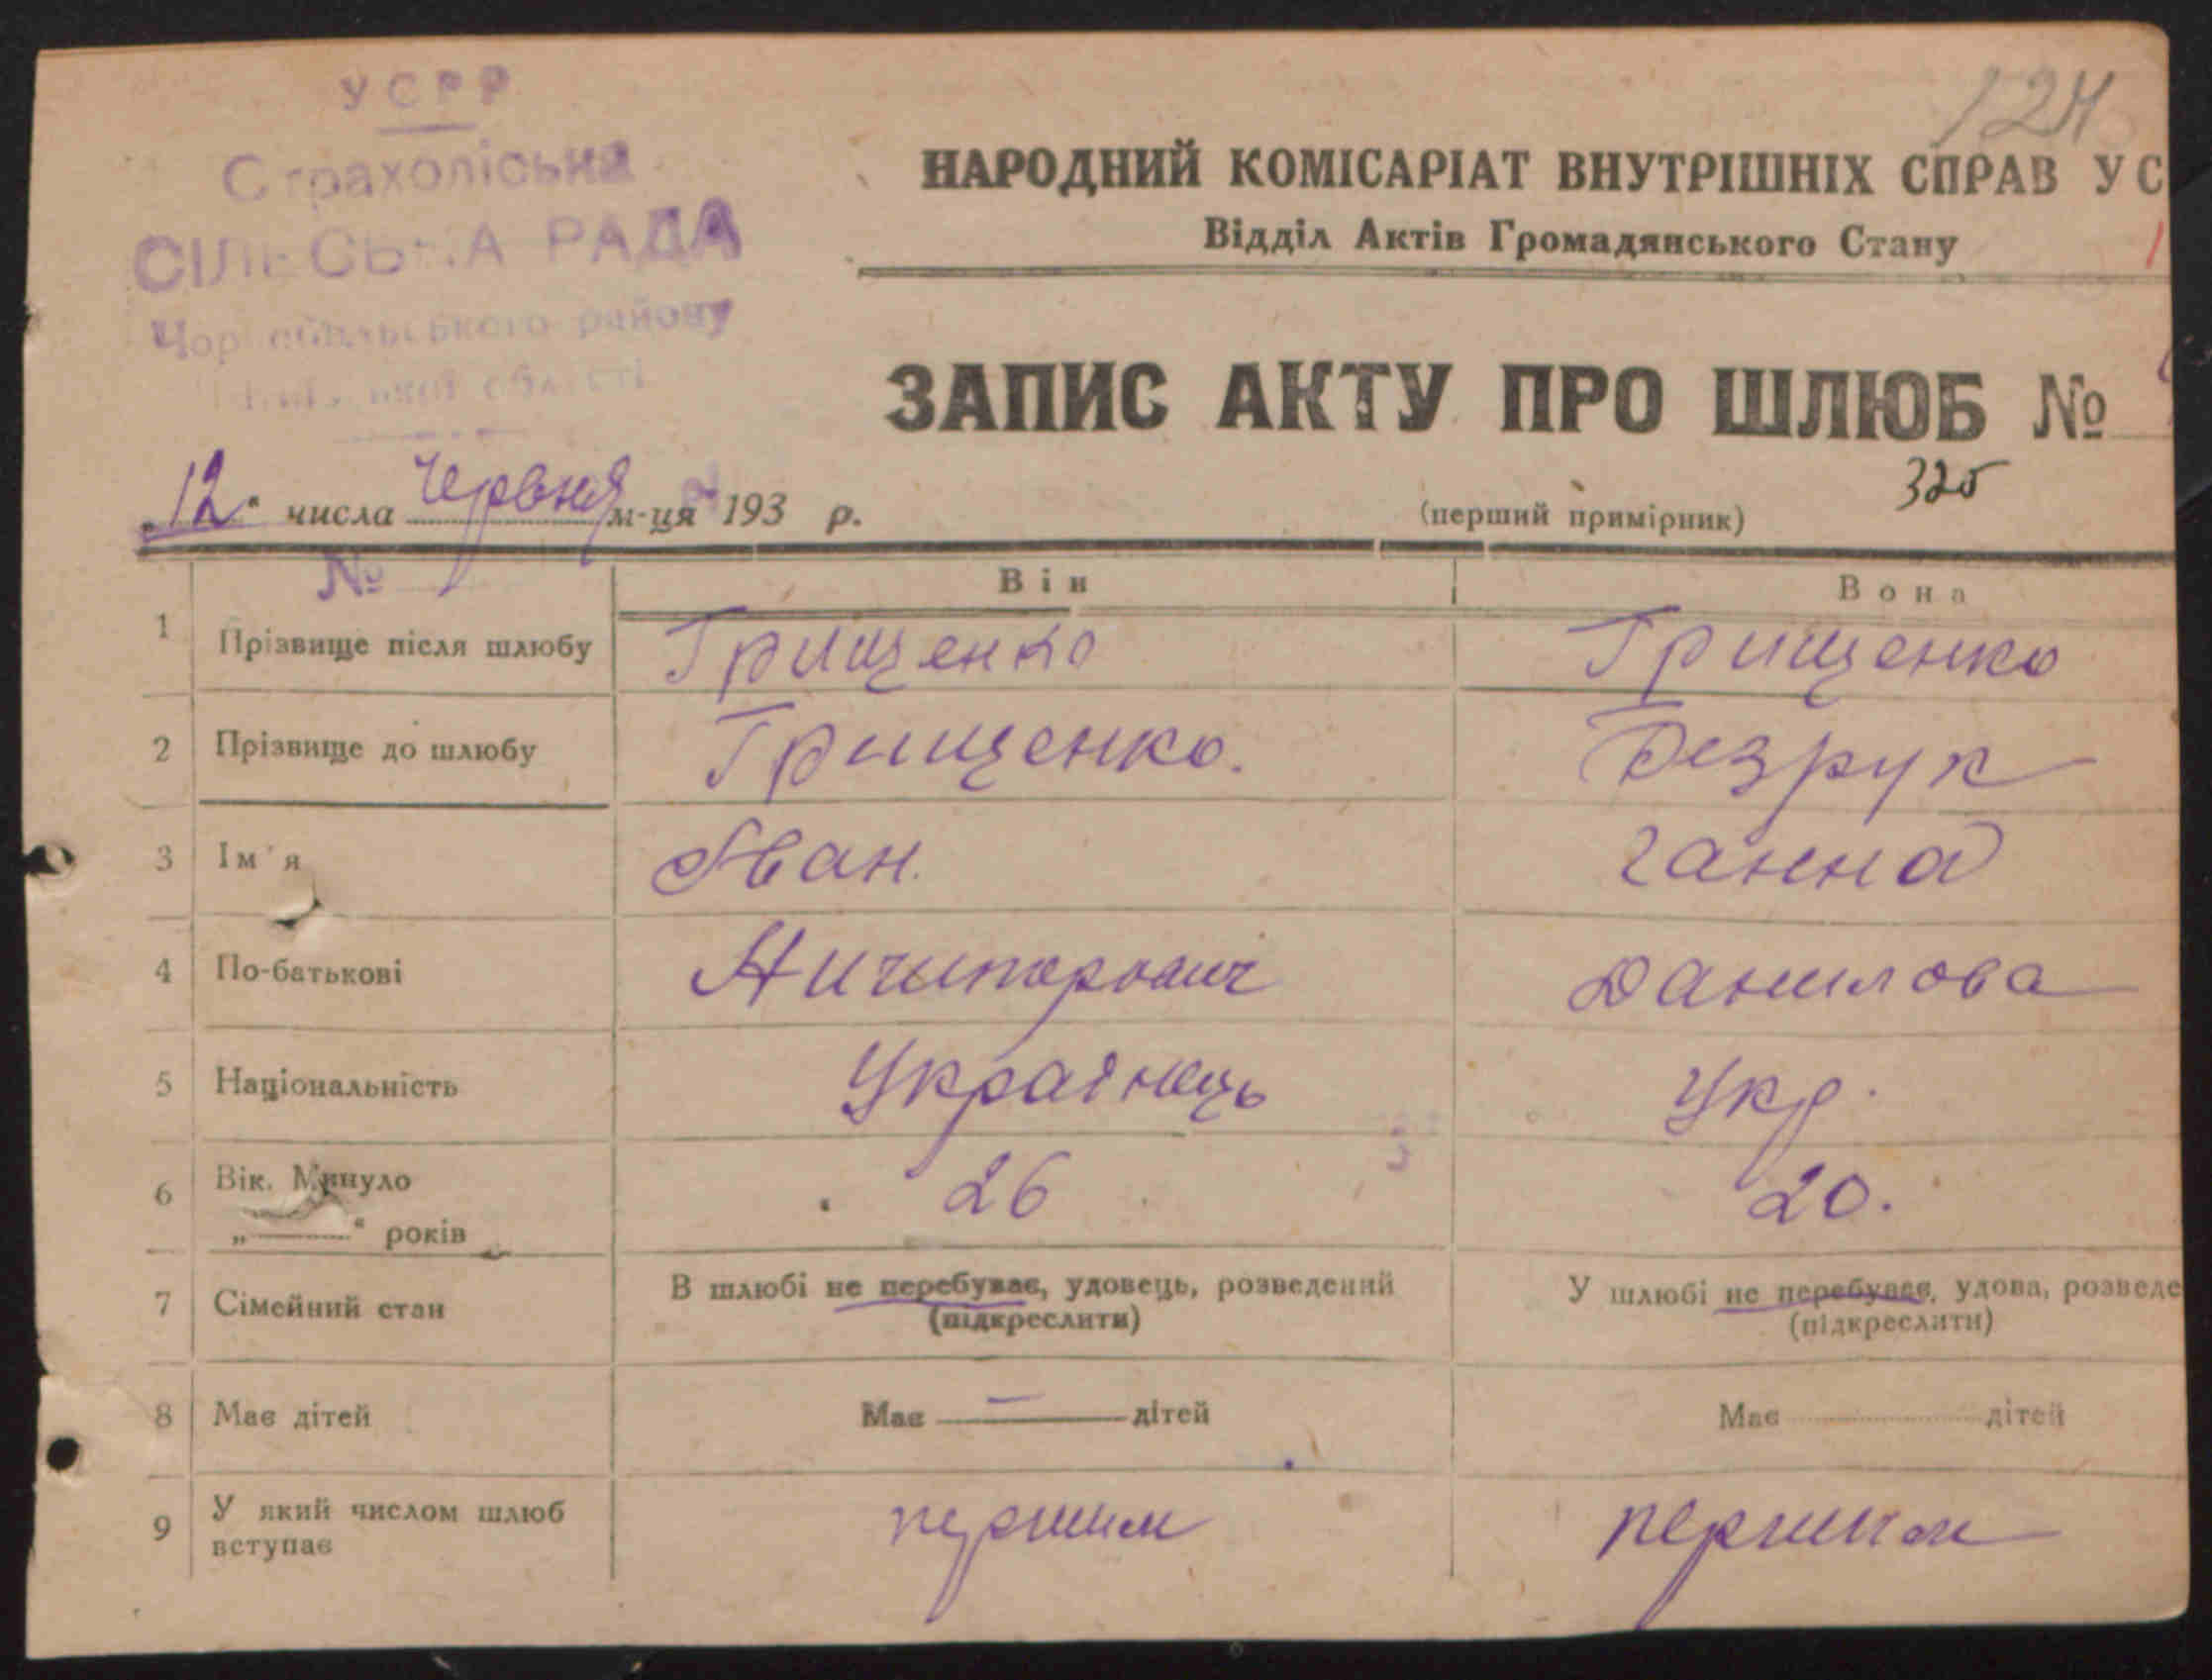 124
УСРР
Страхоліська
СІЛЬСЬКА РАДА
Чорнобильського району
області
НАРОДНИЙ КОМІСАРІАТ ВНУТРІШНІХ СПРАВ УС
Відділ Актів Громадянського Стану
1
ЗАПИС АКТУ ПРО ШЛЮБ №
325
„12“ числа Червня м-ця 193 р.
(перший примірник)
№
Він
Вона
1 Прізвище після шлюбу Грищенко Грищенко
2 Прізвище до шлюбу Грищенко. Безрук
3 Ім'я Іван. Ганна
4 По-батькові Ничипорович Данилова
5 Національність Українець Укр.
6 Вік. Минуло 26 20.
„ “ років
7 Сімейний стан В шлюбі не перебуває, удовець, розведений У шлюбі не перебуває, удова, розведе
(підкреслити) (підкреслити)
8 Має дітей Має — дітей Має дітей
9 У який числом шлюб першим першим
вступає